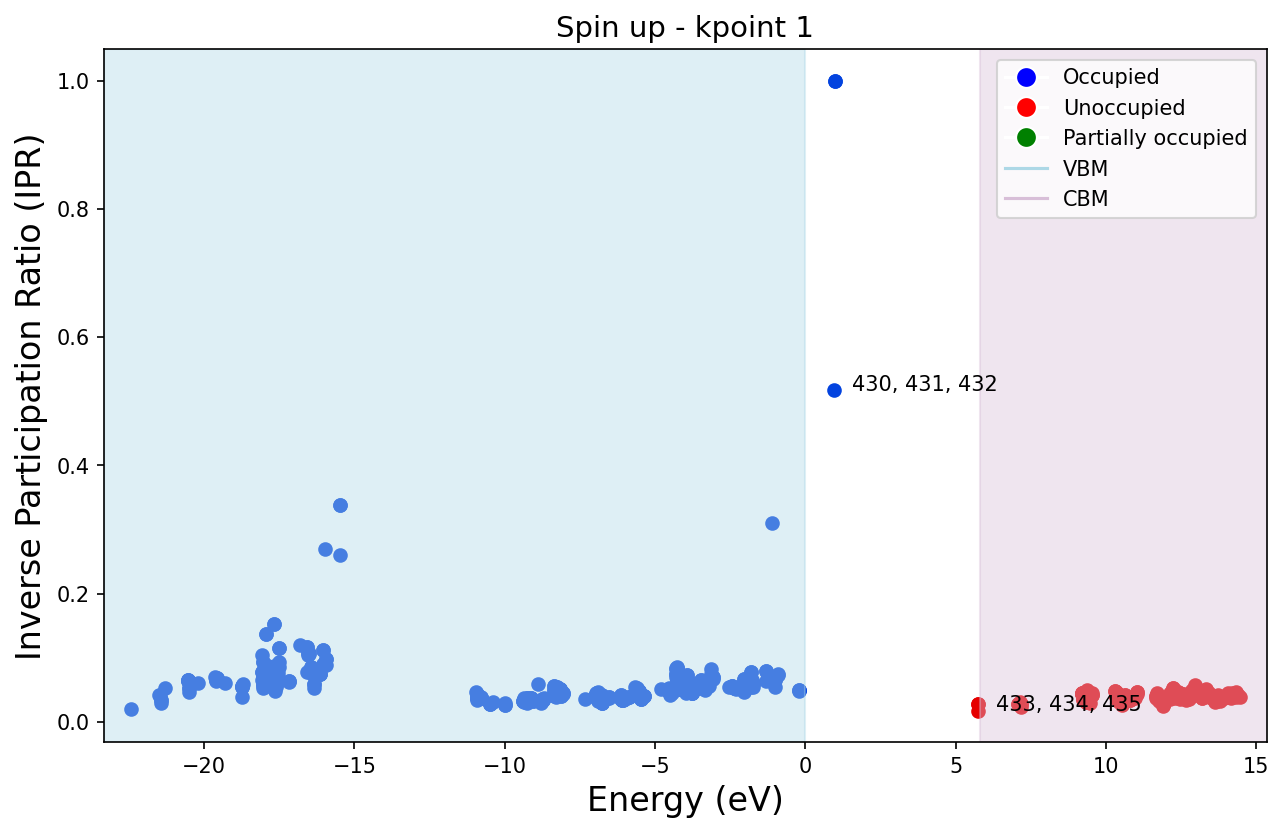 Spin up - kpoint 1
Inverse Participation Ratio (IPR)
1.0
0.8
0.6
0.4
0.2
0.0
Occupied
Unoccupied
Partially occupied
VBM
CBM
430, 431, 432
433, 434, 435
−20
−15
−10
−5
0
5
10
15
Energy (eV)